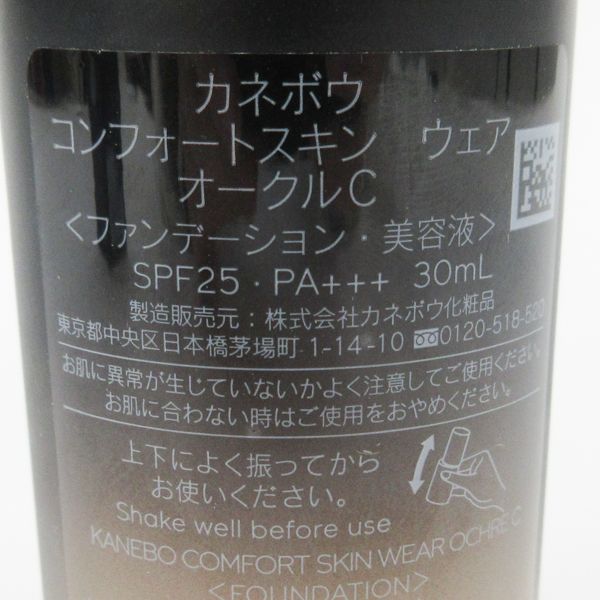 カネボウ
コンフォートスキン　ウェア
オークルC
<ファンデーション・美容液>
SPF25・PA+++ 30mL
製造販売元：株式会社カネボウ化粧品
東京都中央区日本橋茅場町 1-14-10 0120-518-520
お肌に異常が生じていないかよく注意してご使用ください。
お肌に合わない時はご使用をおやめください。
上下によく振ってから
お使いください。
Shake well before use
KANEBO COMFORT SKIN WEAR OCHRE C
<FOUNDATION>